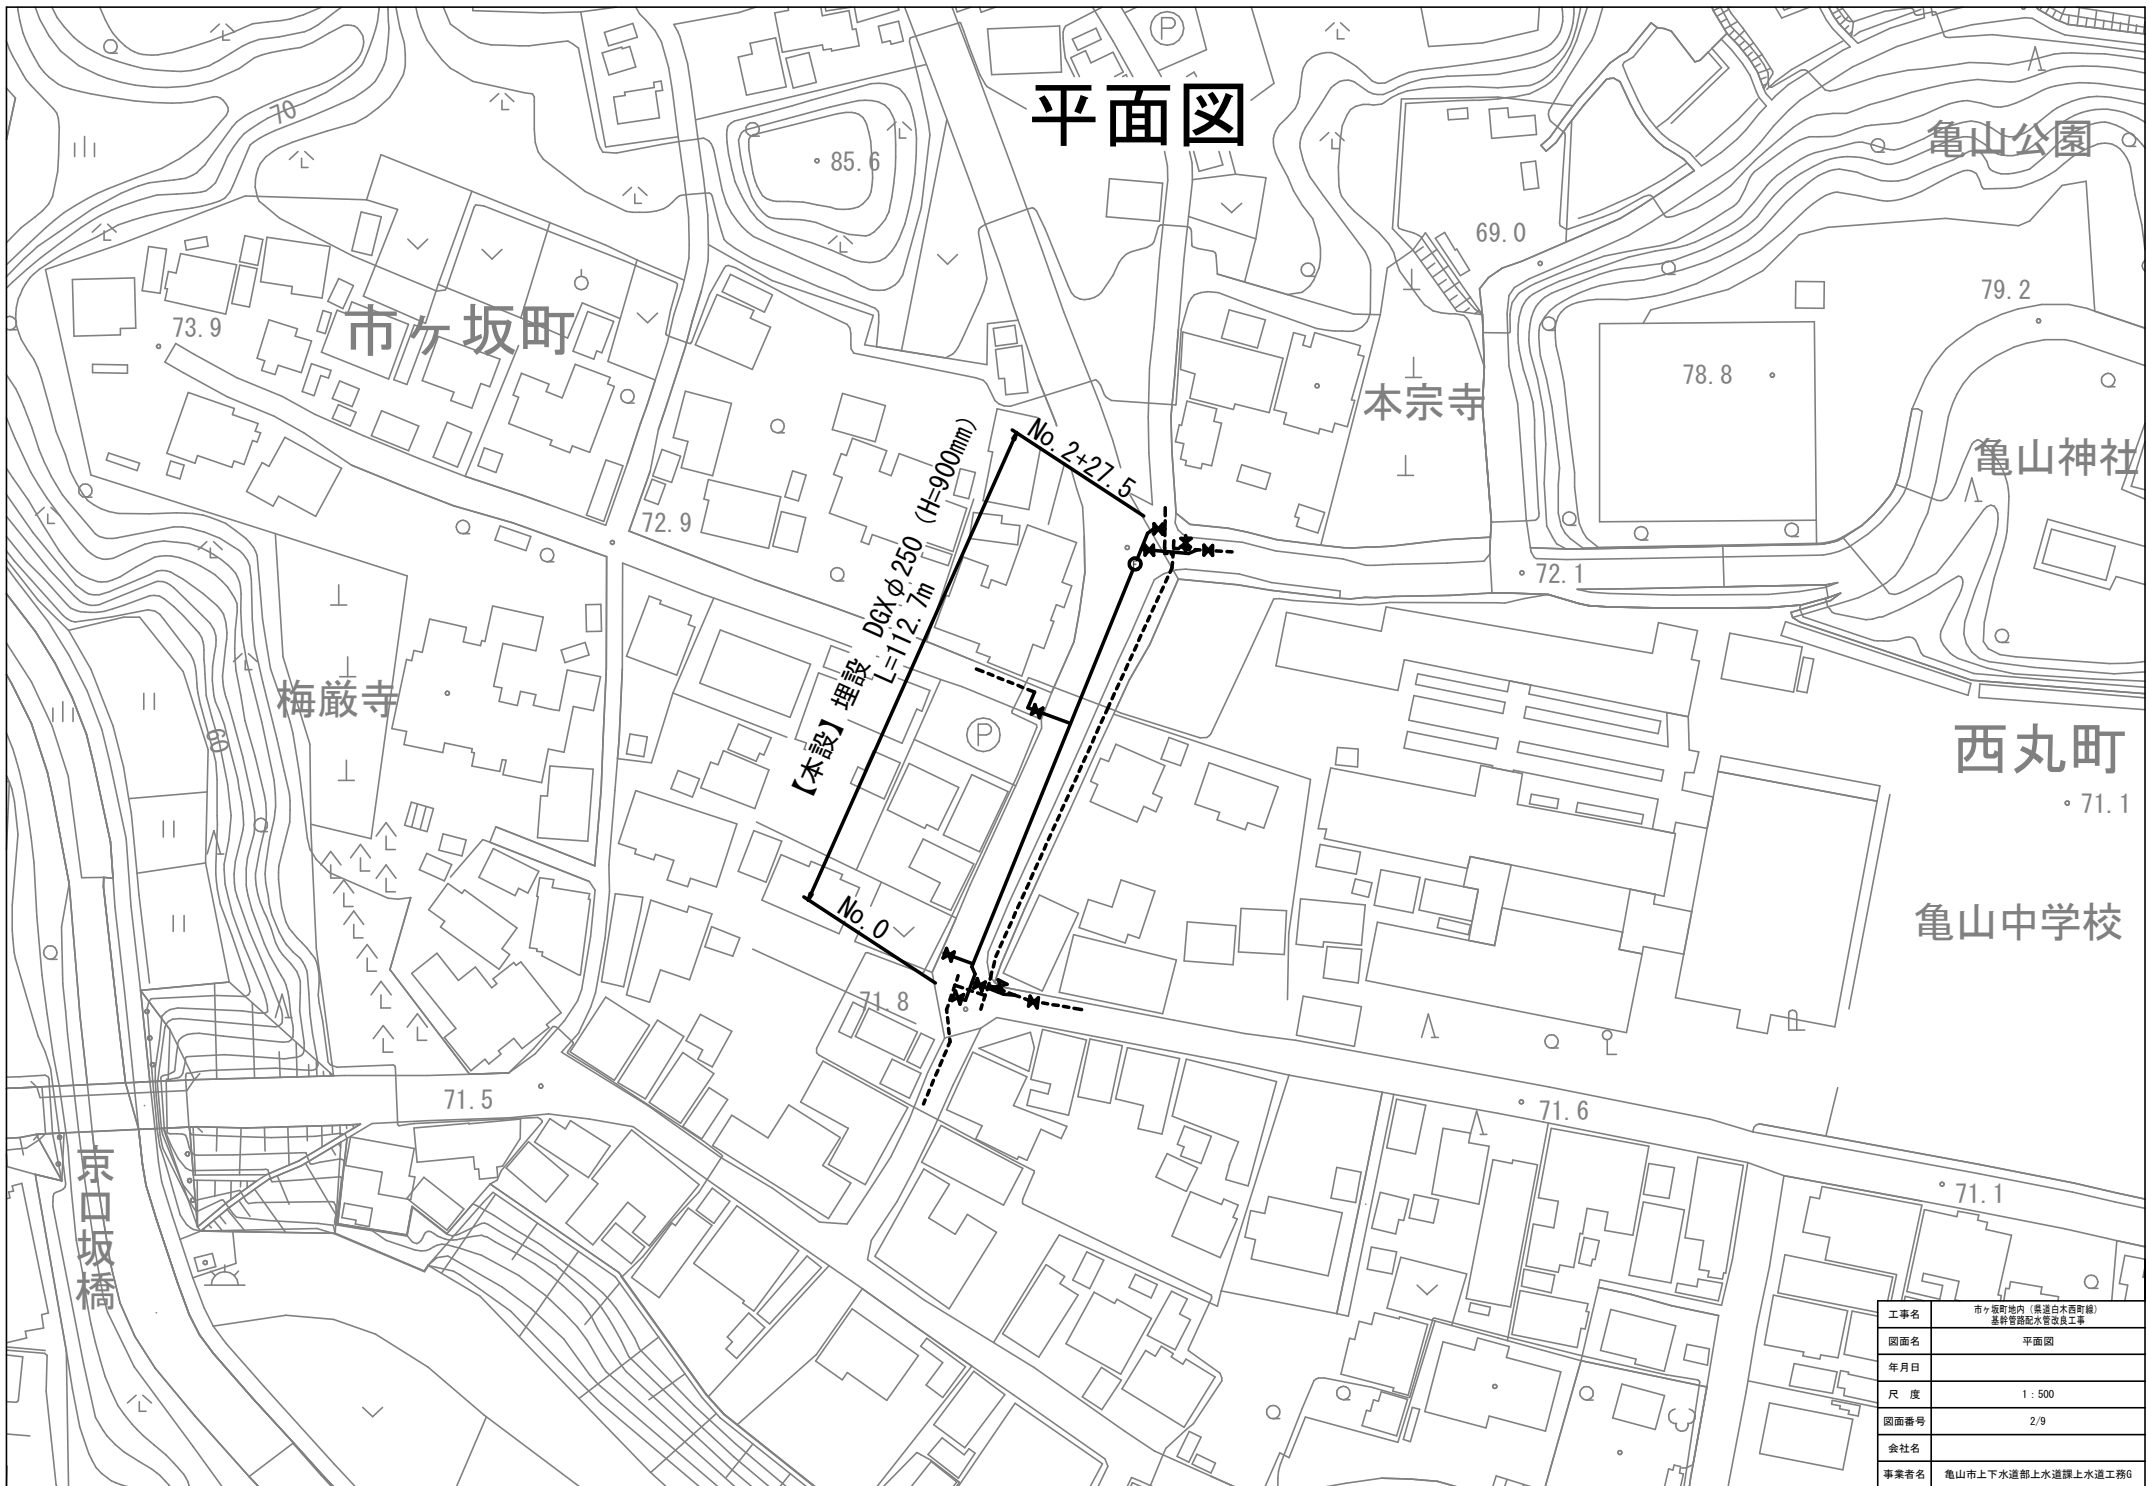 平面図
70
85.6
亀山公園
69.0
79.2
73.9
市ヶ坂町
78.8
本宗寺
亀山神社
No.2+27.5
72.9
【本設】 埋設 DGXφ250 (H=900mm)
L=112.7m
72.1
梅厳寺
60
P
P
西丸町
71.1
No.0
亀山中学校
71.8
71.5
71.6
京口坂橋
71.1
工事名 市ヶ坂町地内（県道白木西町線）
基幹管路配水管改良工事
図面名 平面図
年月日
尺 度 1：500
図面番号 2/9
会社名
事業者名 亀山市上下水道部上水道課上水道工務G